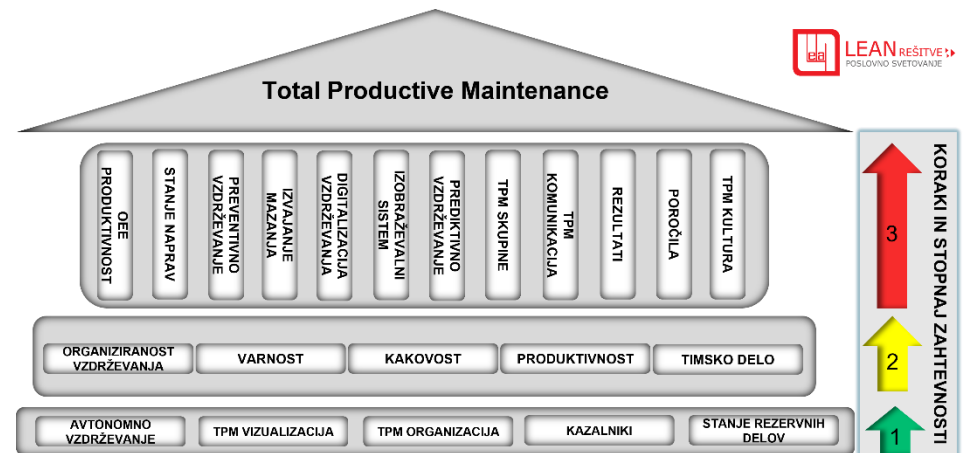 Total Productive Maintenance
LEAN REŠITVE
POSLOVNO SVETOVANJE
OEE
PRODUKTIVNOST
STANJE NAPRAV
PREVENTIVNO
VZDRŽEVANJE
IZVAJANJE
MAZANJA
DIGITALIZACIJA
VZDRŽEVANJA
IZOBRAŽEVALNI
SISTEM
PREDIKTIVNO
VZDRŽEVANJE
TPM SKUPINE
TPM
KOMUNIKACIJA
REZULTATI
POROČILA
TPM KULTURA
3
KORAKI IN STOPNAJ ZAHTEVNOSTI
ORGANIZIRANOST
VZDRŽEVANJA
VARNOST
KAKOVOST
PRODUKTIVNOST
TIMSKO DELO
2
AVTONOMNO
VZDRŽEVANJE
TPM VIZUALIZACIJA
TPM ORGANIZACIJA
KAZALNIKI
STANJE REZERVNIH
DELOV
1